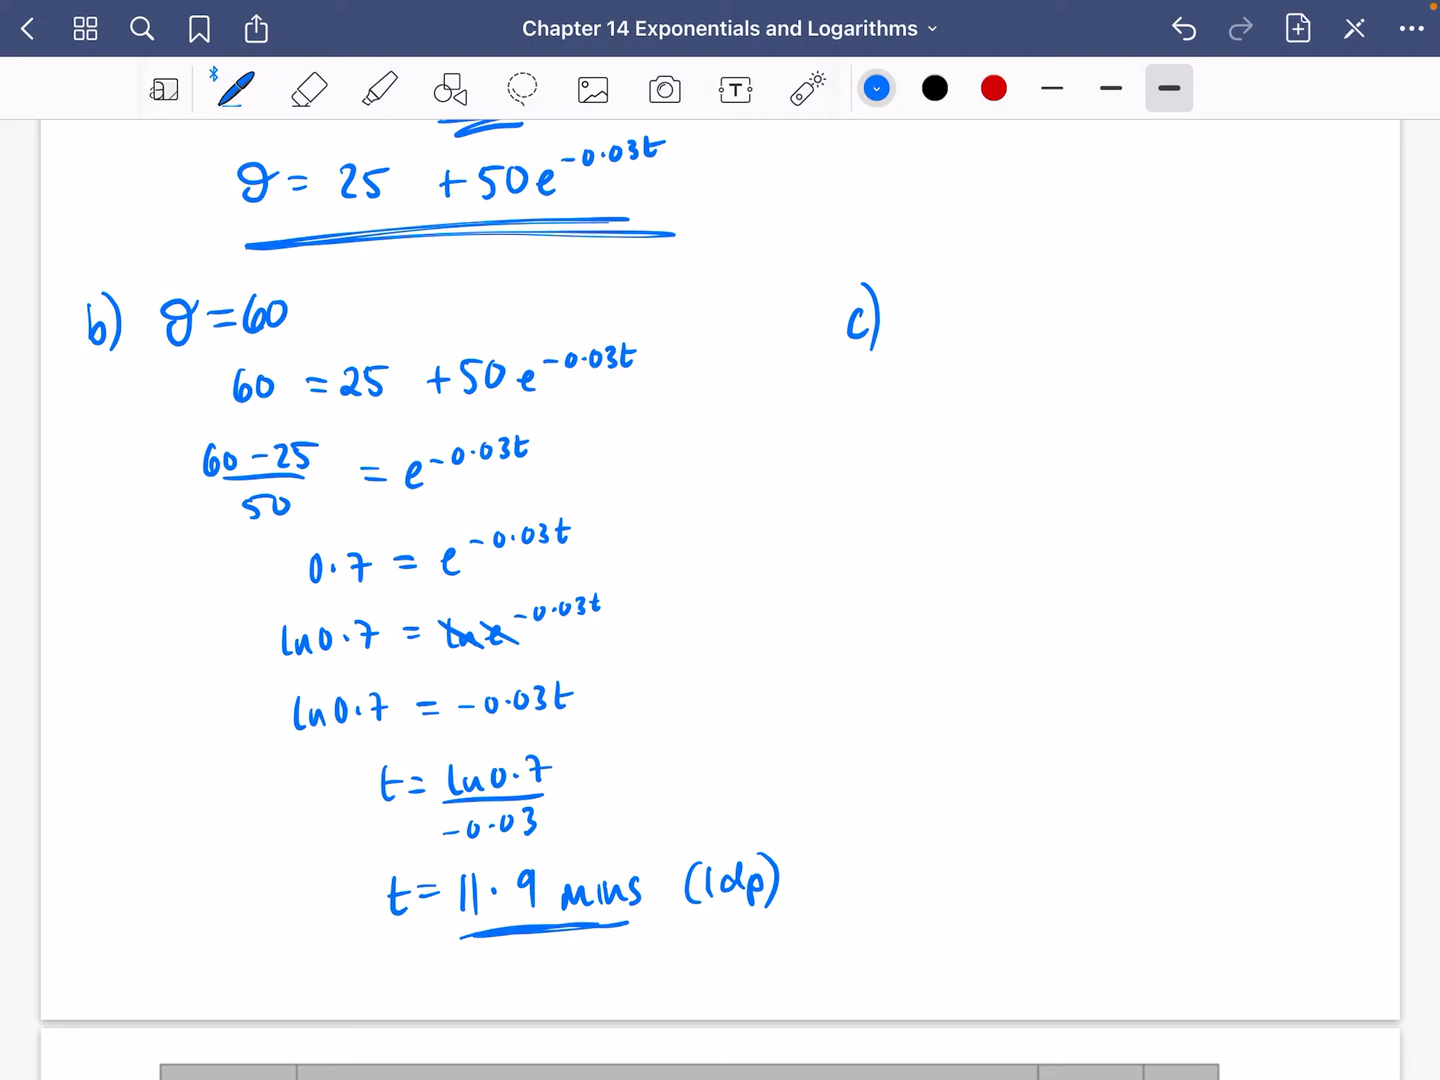 Chapter 14 Exponentials and Logarithms
T
θ = 25 + 50e^{-0.03t}
b) θ = 60
60 = 25 + 50e^{-0.03t}
\frac{60 - 25}{50} = e^{-0.03t}
0.7 = e^{-0.03t}
ln0.7 = lne^{-0.03t}
ln0.7 = -0.03t
t = \frac{ln0.7}{-0.03}
t = 11.9 mins (1dp)
c)